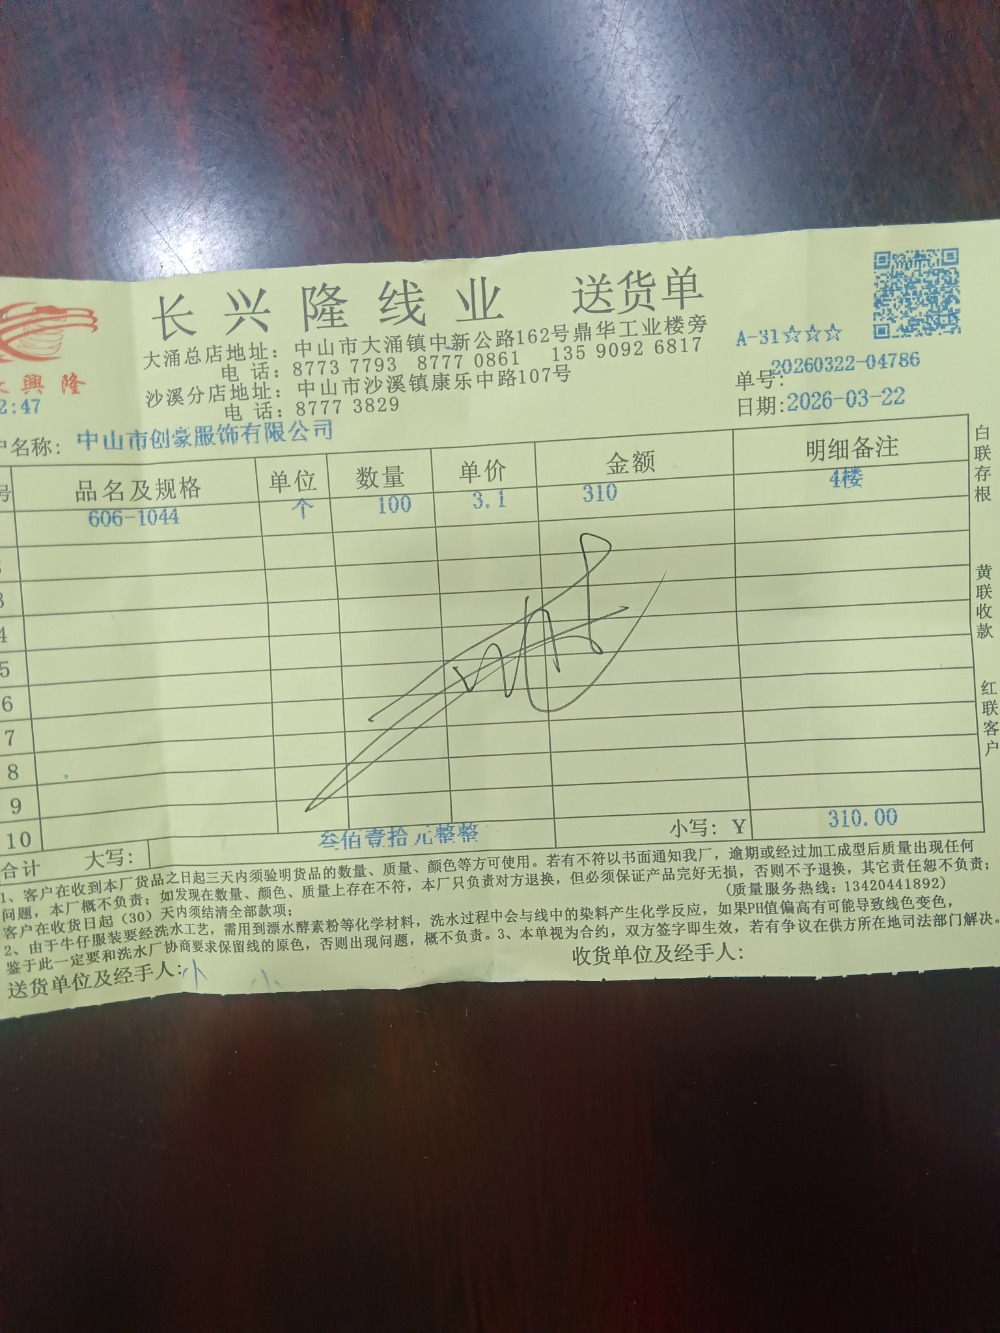 长兴隆线业 送货单
大涌总店地址：中山市大涌镇中新公路162号鼎华工业楼旁
电 话：8773 7793 8777 0861 135 9092 6817
沙溪分店地址：中山市沙溪镇康乐中路107号
电 话：8777 3829
A-31☆☆☆
單号：20260322-04786
日期:2026-03-22
興隆
2:47
户名称: 中山市创豪服饰有限公司
号 品名及规格 单位 数量 单价 金额 明细备注
606-1044 个 100 3.1 310 4楼
3
4
5
6
7
8
9
10
合计 大写: 叁佰壹拾元整整 小写: ¥ 310.00
白联存根
黄联收款
红联客户
1、客户在收到本厂货品之日起三天内须验明货品的数量、质量、颜色等方可使用。若有不符以书面通知我厂，逾期或经过加工成型后质量出现任何
问题，本厂概不负责；如发现在数量、颜色、质量上存在不符，本厂只负责对方退换，但必须保证产品完好无损，否则不予退换，其它责任恕不负责；
客户在收货日起（30）天内须结清全部款项； (质量服务热线: 13420441892)
2、由于牛仔服装要经洗水工艺，需用到漂水酵素粉等化学材料，洗水过程中会与线中的染料产生化学反应，如果PH值偏高有可能导致线色变色，
鉴于此一定要和洗水厂协商要求保留线的原色，否则出现问题，概不负责。3、本单视为合约，双方签字即生效，若有争议在供方所在地司法部门解决。
送货单位及经手人: 收货单位及经手人: